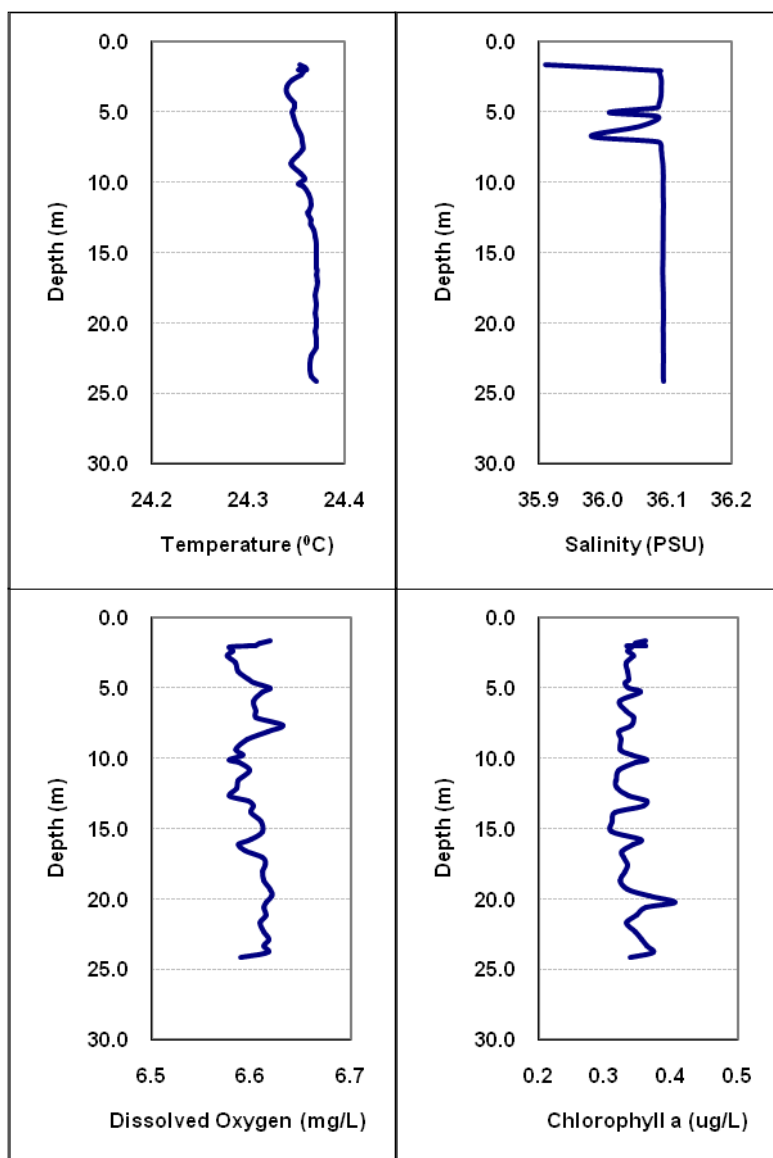 0.0
5.0
10.0
15.0
20.0
25.0
30.0
Depth (m)
24.2 24.3 24.4
Temperature (⁰C)
0.0
5.0
10.0
15.0
20.0
25.0
30.0
Depth (m)
35.9 36.0 36.1 36.2
Salinity (PSU)
0.0
5.0
10.0
15.0
20.0
25.0
30.0
Depth (m)
6.5 6.6 6.7
Dissolved Oxygen (mg/L)
0.0
5.0
10.0
15.0
20.0
25.0
30.0
Depth (m)
0.2 0.3 0.4 0.5
Chlorophyll a (ug/L)